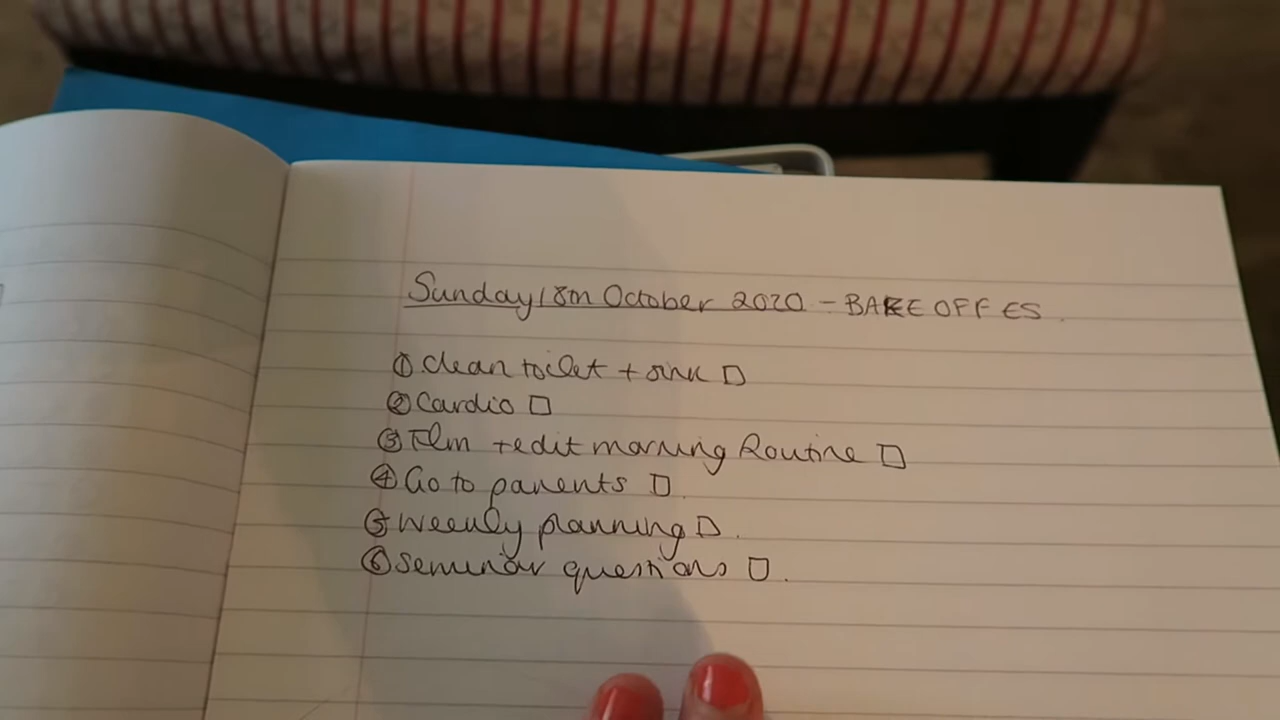 Sunday 18th October 2020 - BAKE OFF ES
① Clean toilet + sink □
② Cardio □
③ Film + edit morning Routine □
④ Go to parents □
⑤ Weekly planning □
⑥ Seminar questions □